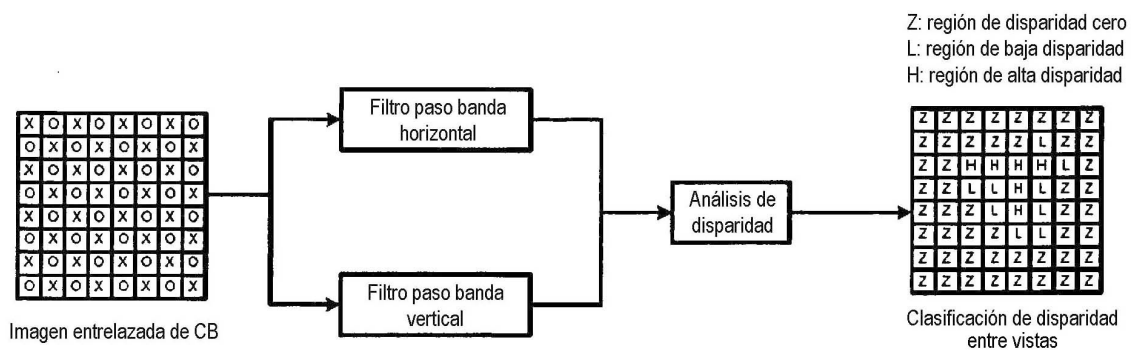 Z: región de disparidad cero
L: región de baja disparidad
H: región de alta disparidad
X O X O X O X O
O X O X O X O X
X O X O X O X O
O X O X O X O X
X O X O X O X O
O X O X O X O X
X O X O X O X O
O X O X O X O X
Imagen entrelazada de CB
Filtro paso banda
horizontal
Filtro paso banda
vertical
Análisis de
disparidad
Z Z Z Z Z Z Z Z
Z Z Z Z Z L Z Z
Z Z H H H H L Z
Z Z L L H L Z Z
Z Z Z L H L Z Z
Z Z Z Z L L Z Z
Z Z Z Z Z Z Z Z
Z Z Z Z Z Z Z Z
Clasificación de disparidad
entre vistas